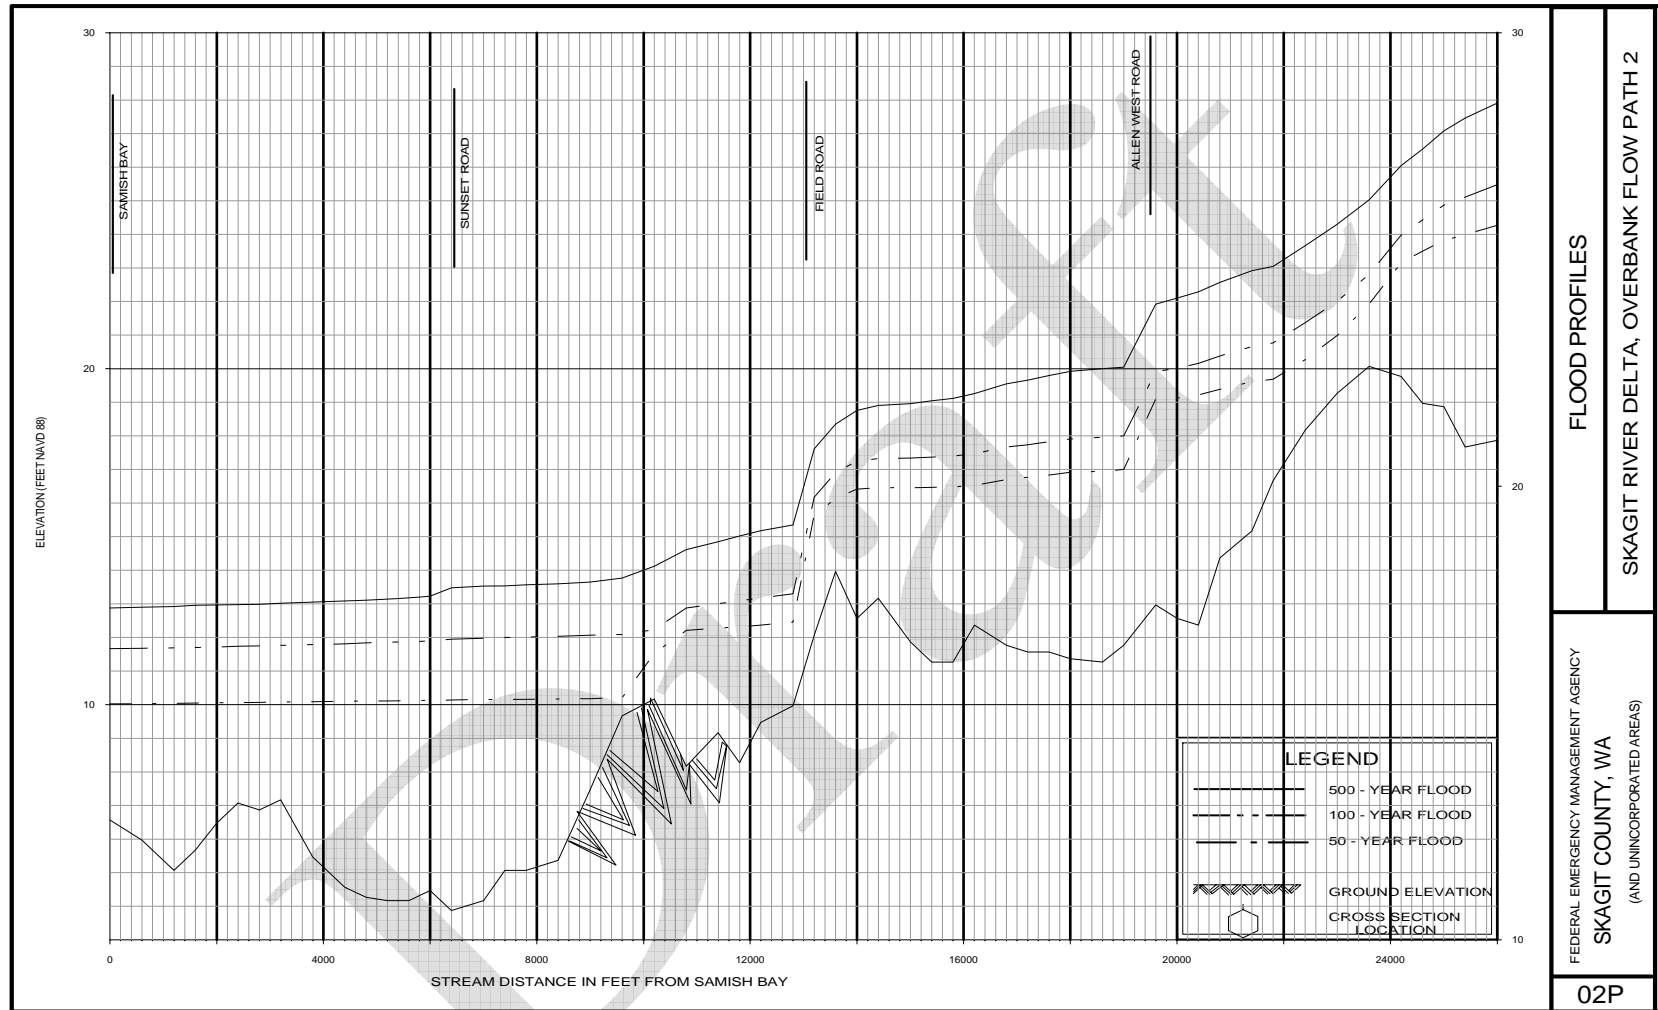 30
30
SAMISH BAY
SUNSET ROAD
FIELD ROAD
ALLEN WEST ROAD
20
20
10
10
ELEVATION (FEET NAVD 88)
Draft
LEGEND
500 - YEAR FLOOD
100 - YEAR FLOOD
50 - YEAR FLOOD
GROUND ELEVATION
CROSS SECTION
LOCATION
0
4000
8000
12000
16000
20000
24000
STREAM DISTANCE IN FEET FROM SAMISH BAY
FLOOD PROFILES
SKAGIT RIVER DELTA, OVERBANK FLOW PATH 2
FEDERAL EMERGENCY MANAGEMENT AGENCY
SKAGIT COUNTY, WA
(AND UNINCORPORATED AREAS)
02P